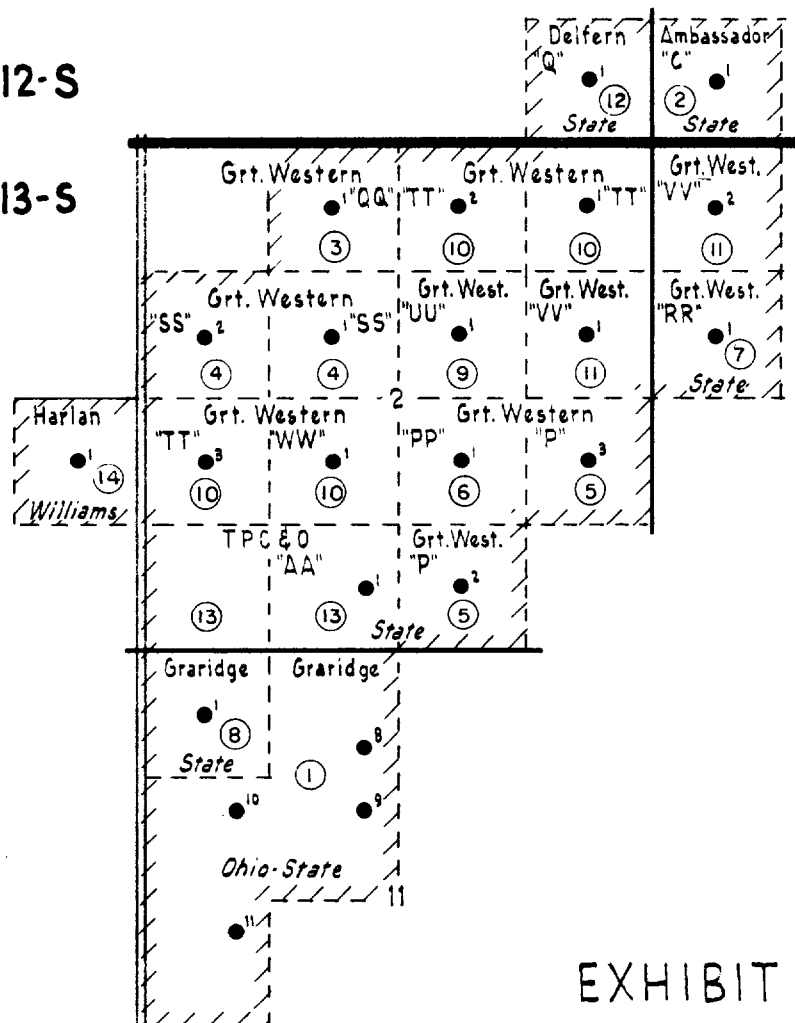 Delfern Ambassador
12-S "Q" 1 "C" 1
12 2
State State
13-S Grt. Western Grt. Western Grt. West.
1 "QQ" "TT" 2 1 "TT" "VV" 2
3 10 10 11
Grt. Western Grt. West. Grt. West. Grt. West.
"SS" 2 1 "SS" "UU" 1 "VV" 1 "RR" 1
4 4 9 11 7
2 State
Harlan Grt. Western Grt. Western
1 "TT" 3 "WW" 1 "PP" 1 "P" 3
14 10 10 6 5
Williams
T P C & O Grt. West.
"AA" 1 "P" 2
13 13 5
State
Graridge Graridge
1 8 8
State 1
10 9
Ohio-State
11
11
EXHIBIT